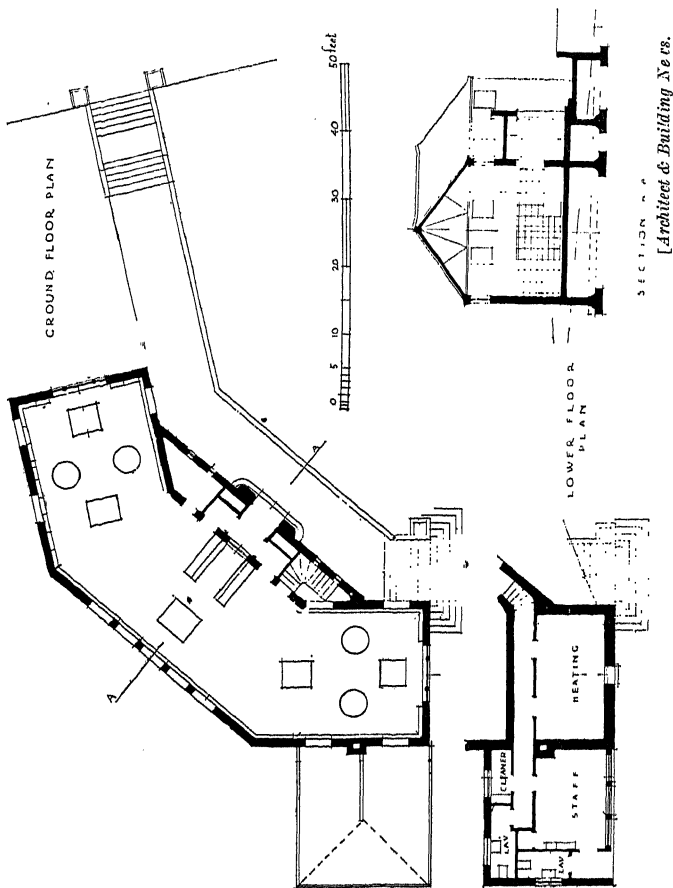 GROUND FLOOR PLAN
0 5 10 20 30 40 50 feet
A
A
LOWER FLOOR
PLAN
CLEANER
LAV
LAV
STAFF
HEATING
SECTION
[Architect & Building News.